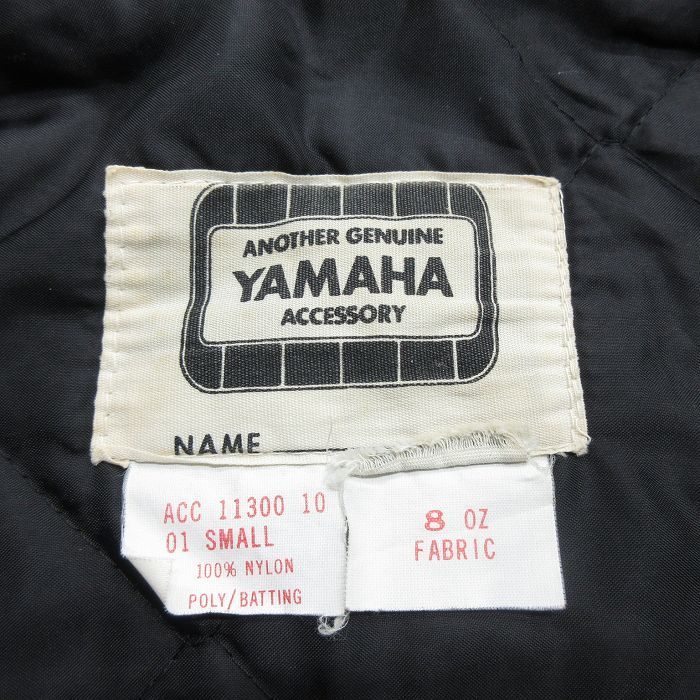 ANOTHER GENUINE
YAMAHA
ACCESSORY
NAME
ACC 11300 10
01 SMALL
100% NYLON
POLY/BATTING
8 OZ
FABRIC